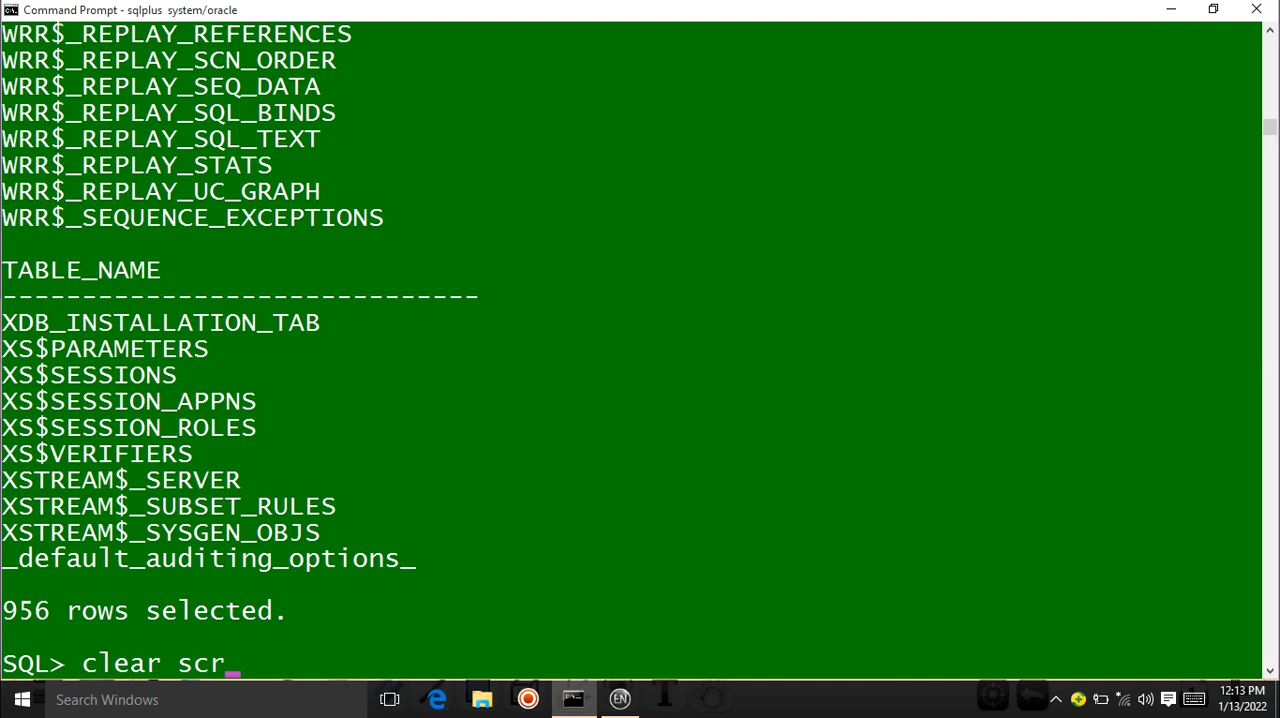 Command Prompt - sqlplus system/oracle
WRR$_REPLAY_REFERENCES
WRR$_REPLAY_SCN_ORDER
WRR$_REPLAY_SEQ_DATA
WRR$_REPLAY_SQL_BINDS
WRR$_REPLAY_SQL_TEXT
WRR$_REPLAY_STATS
WRR$_REPLAY_UC_GRAPH
WRR$_SEQUENCE_EXCEPTIONS
TABLE_NAME
------------------------------
XDB_INSTALLATION_TAB
XS$PARAMETERS
XS$SESSIONS
XS$SESSION_APPNS
XS$SESSION_ROLES
XS$VERIFIERS
XSTREAM$_SERVER
XSTREAM$_SUBSET_RULES
XSTREAM$_SYSGEN_OBJS
_default_auditing_options_
956 rows selected.
SQL> clear scr_
Search Windows
EN
12:13 PM
1/13/2022